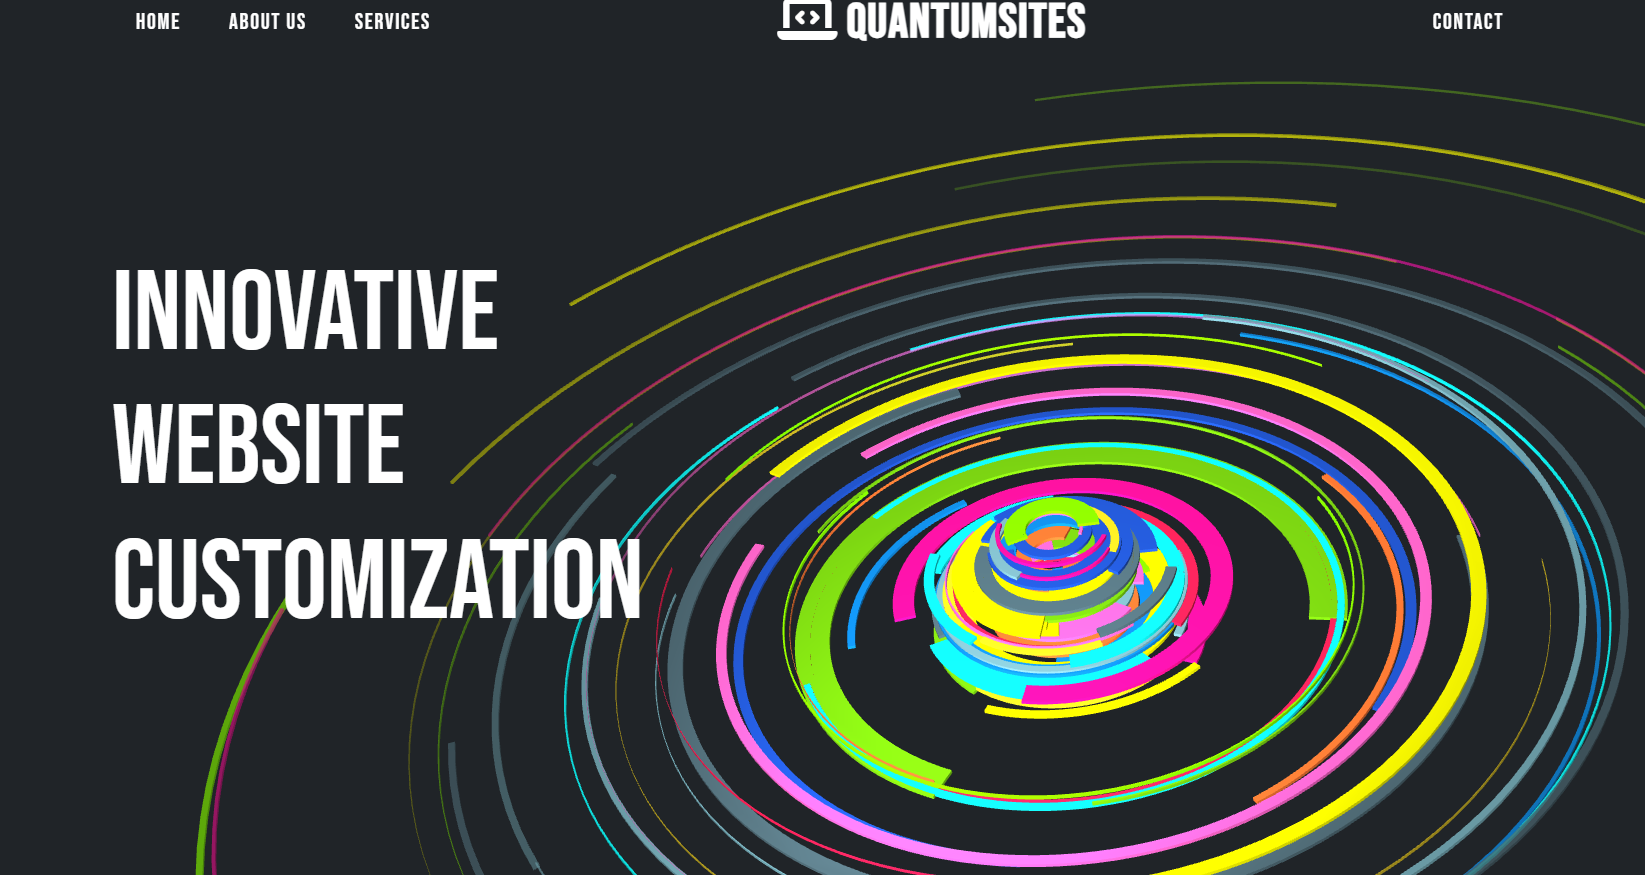 HOME ABOUT US SERVICES QUANTUMSITES CONTACT
INNOVATIVE
WEBSITE
CUSTOMIZATION